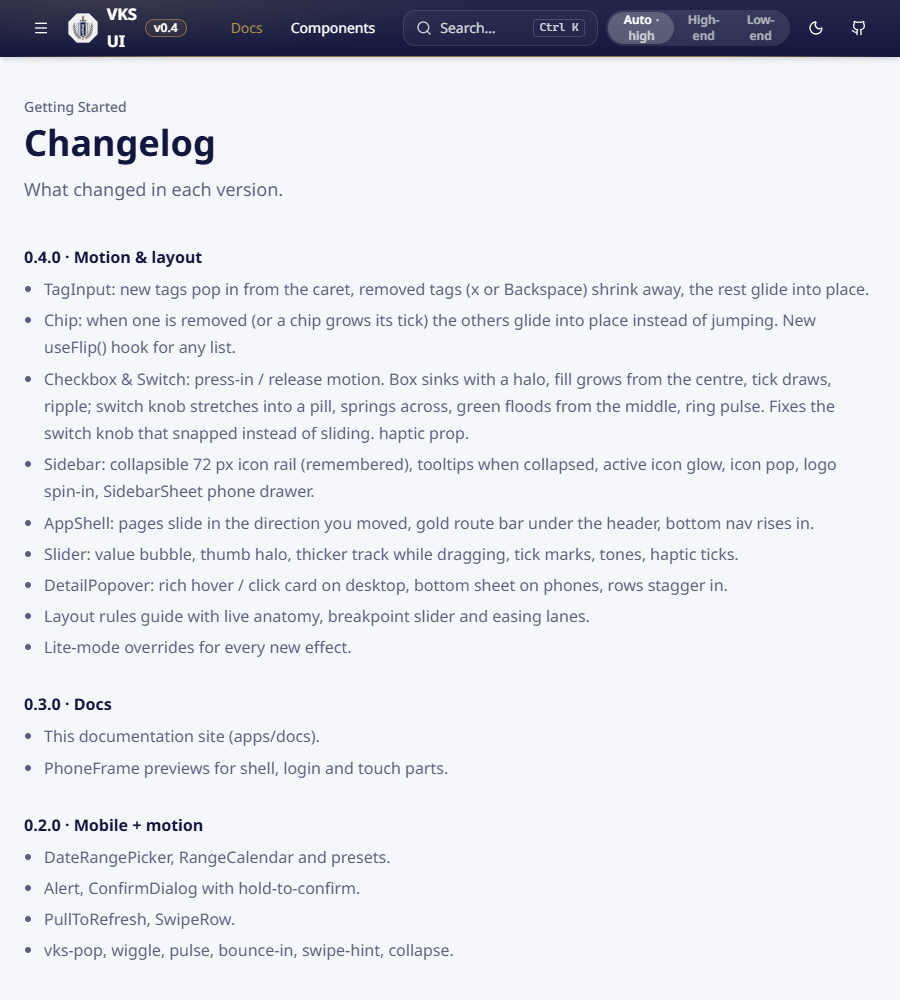 VKS
UI
v0.4
Docs
Components
Search...
Ctrl K
Auto ·
high
High-
end
Low-
end
Getting Started
Changelog
What changed in each version.
0.4.0 · Motion & layout
• TagInput: new tags pop in from the caret, removed tags (x or Backspace) shrink away, the rest glide into place.
• Chip: when one is removed (or a chip grows its tick) the others glide into place instead of jumping. New
useFlip() hook for any list.
• Checkbox & Switch: press-in / release motion. Box sinks with a halo, fill grows from the centre, tick draws,
ripple; switch knob stretches into a pill, springs across, green floods from the middle, ring pulse. Fixes the
switch knob that snapped instead of sliding. haptic prop.
• Sidebar: collapsible 72 px icon rail (remembered), tooltips when collapsed, active icon glow, icon pop, logo
spin-in, SidebarSheet phone drawer.
• AppShell: pages slide in the direction you moved, gold route bar under the header, bottom nav rises in.
• Slider: value bubble, thumb halo, thicker track while dragging, tick marks, tones, haptic ticks.
• DetailPopover: rich hover / click card on desktop, bottom sheet on phones, rows stagger in.
• Layout rules guide with live anatomy, breakpoint slider and easing lanes.
• Lite-mode overrides for every new effect.
0.3.0 · Docs
• This documentation site (apps/docs).
• PhoneFrame previews for shell, login and touch parts.
0.2.0 · Mobile + motion
• DateRangePicker, RangeCalendar and presets.
• Alert, ConfirmDialog with hold-to-confirm.
• PullToRefresh, SwipeRow.
• vks-pop, wiggle, pulse, bounce-in, swipe-hint, collapse.